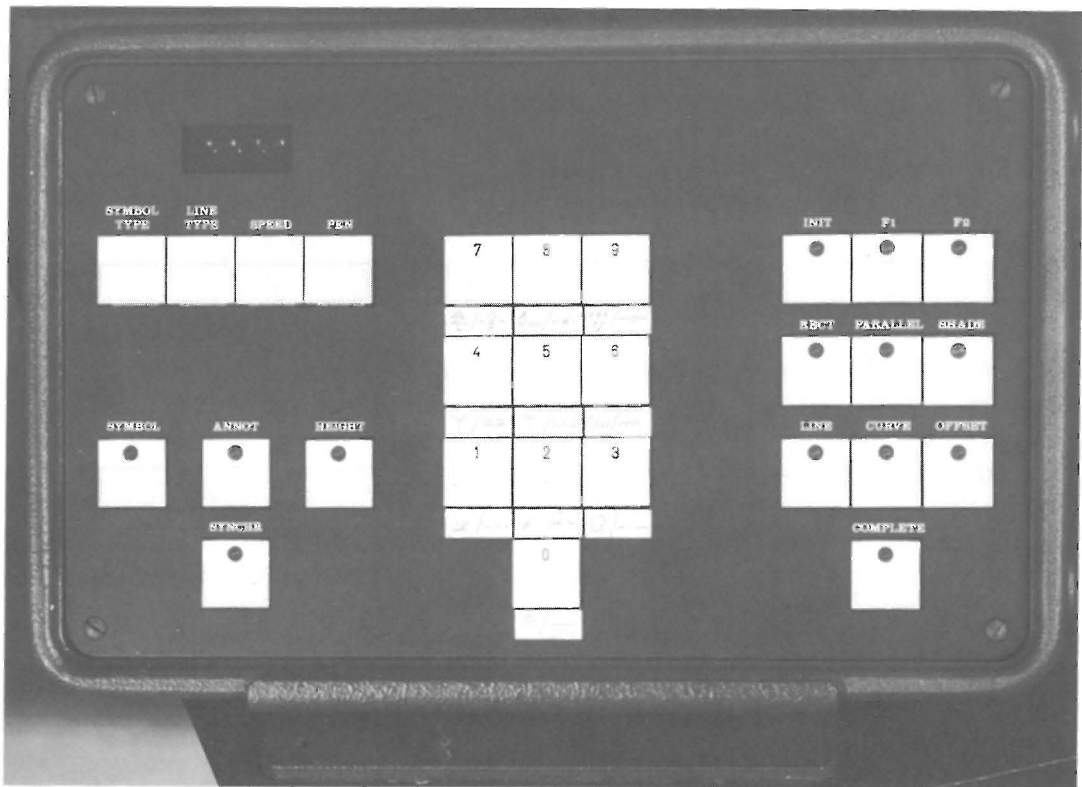 SYMBOL TYPE
LINE TYPE
SPEED
PEN
INIT
F1
F2
7
8
9
RECT
PARALLEL
SHADE
4
5
6
SYMBOL
ANNOT
HEIGHT
LINE
CURVE
OFFSET
1
2
3
SYNCHR
COMPLETE
0